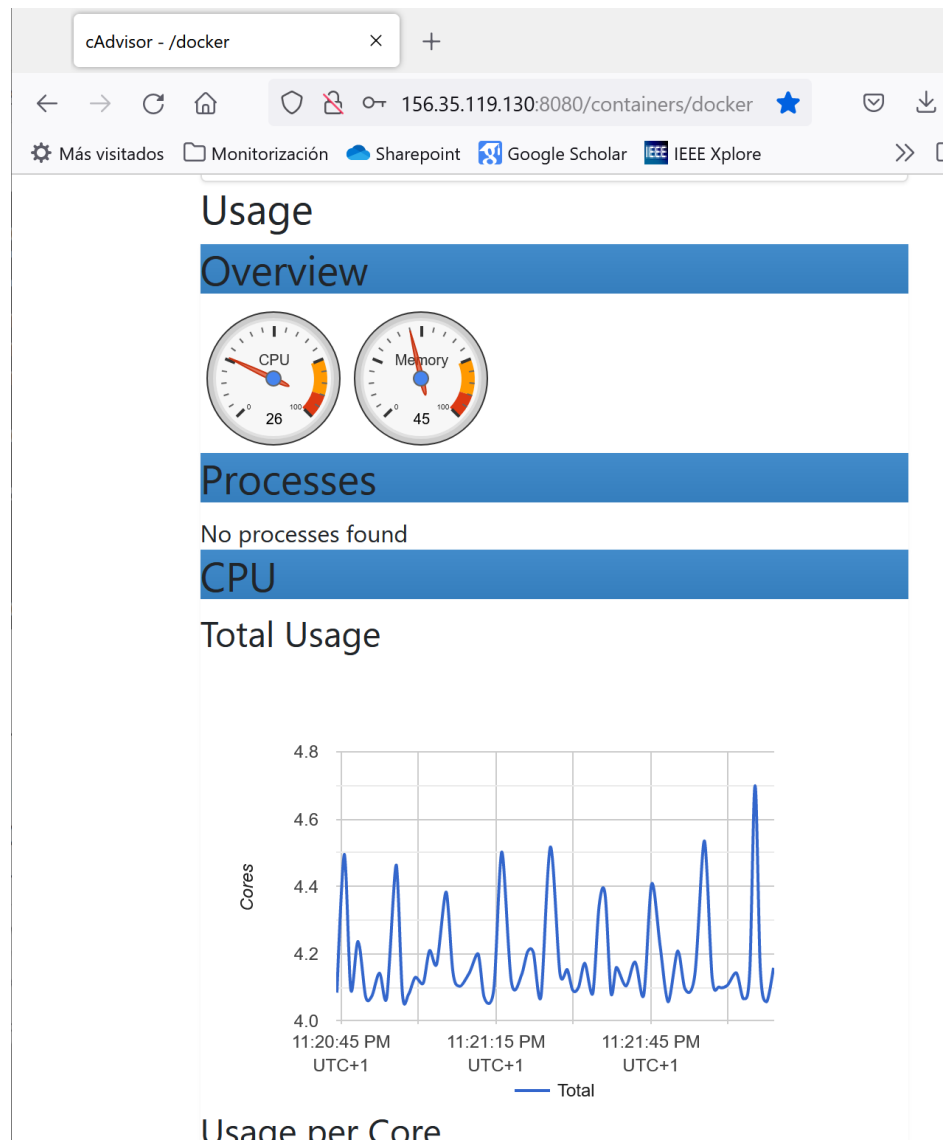 cAdvisor - /docker
156.35.119.130:8080/containers/docker
Más visitados Monitorización Sharepoint Google Scholar IEEE IEEE Xplore
Usage
Overview
CPU Memory
0 100 0 100
26 45
Processes
No processes found
CPU
Total Usage
4.8
4.6
4.4
4.2
4.0
Cores
11:20:45 PM 11:21:15 PM 11:21:45 PM
UTC+1 UTC+1 UTC+1
Total
Usage per Core